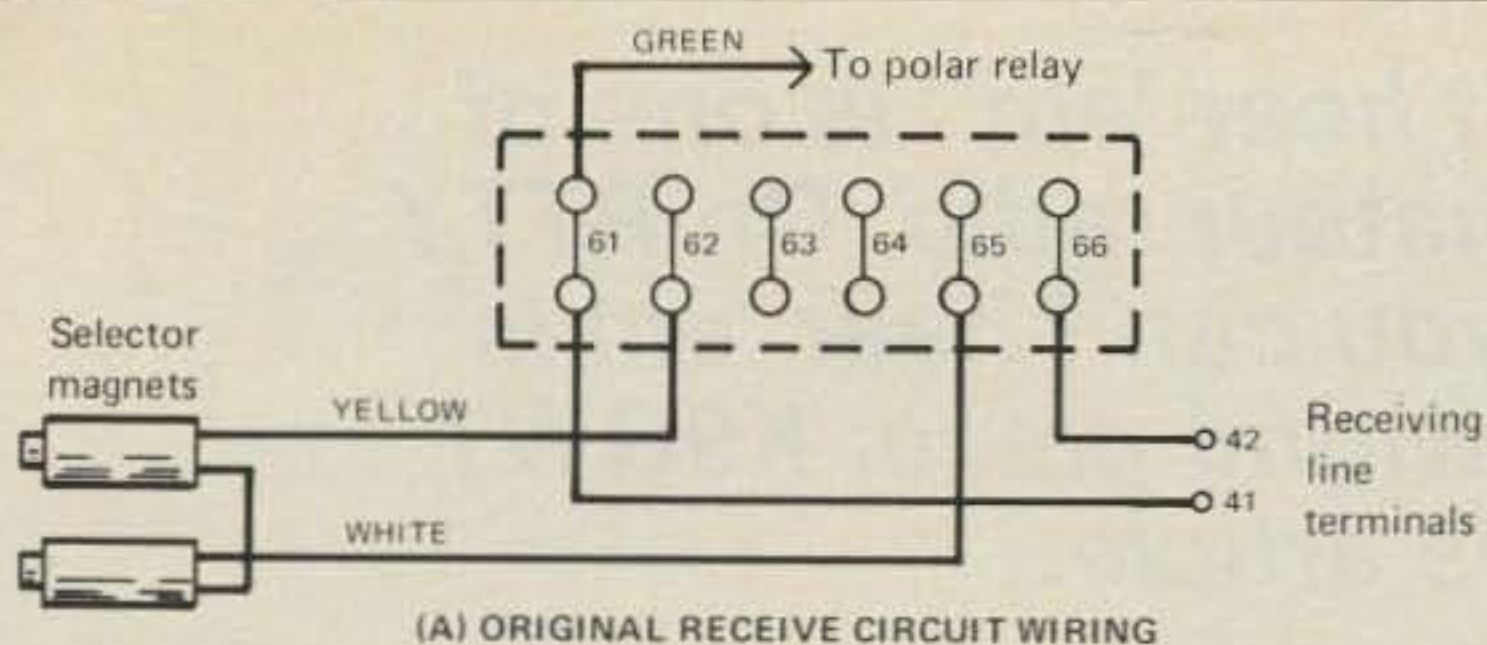 GREEN
To polar relay
61 62 63 64 65 66
Selector
magnets
YELLOW
42
Receiving
line
41
terminals
WHITE
(A) ORIGINAL RECEIVE CIRCUIT WIRING